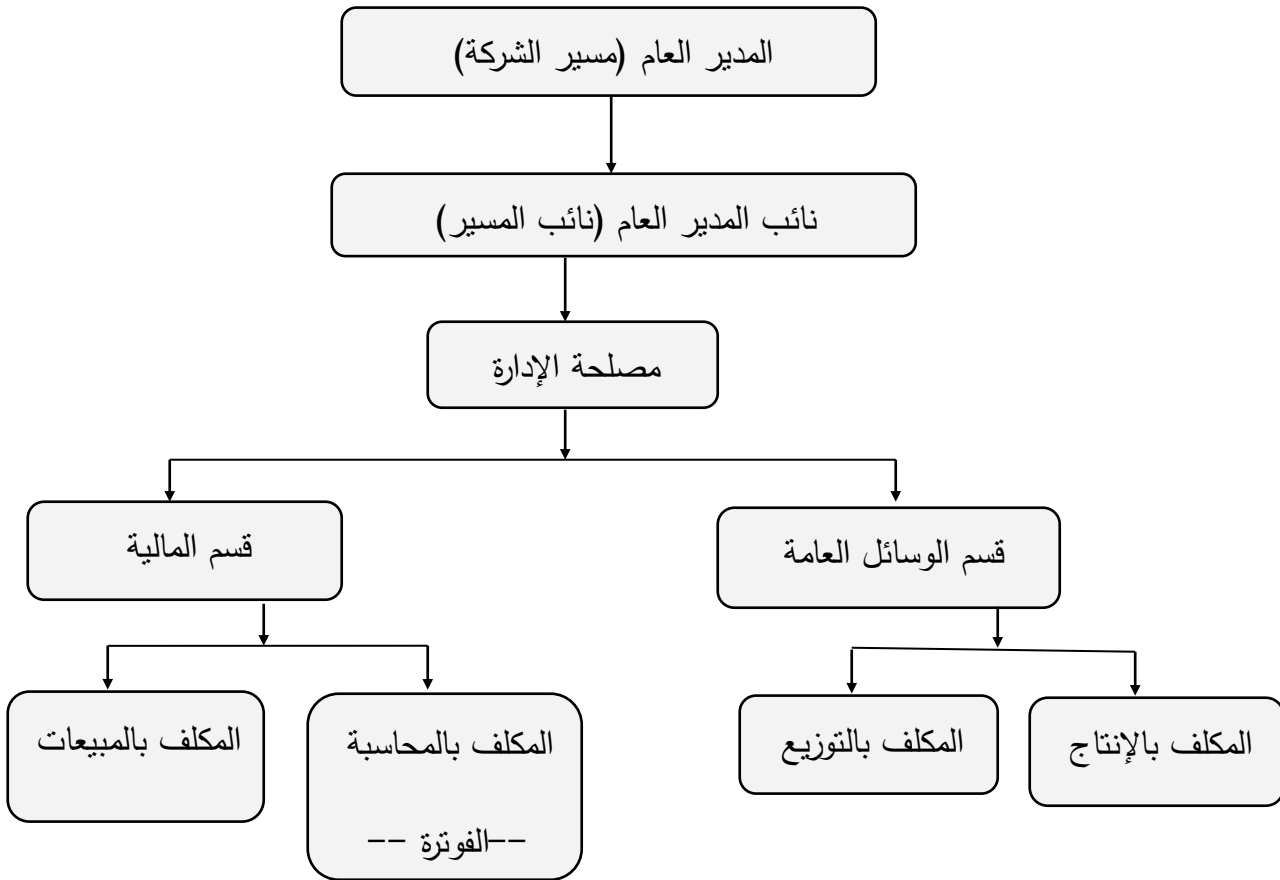 المدير العام (مسير الشركة)
نائب المدير العام (نائب المسير)
مصلحة الإدارة
قسم الوسائل العامة
قسم المالية
المكلف بالإنتاج
المكلف بالتوزيع
المكلف بالمحاسبة
--الفوترة --
المكلف بالمبيعات